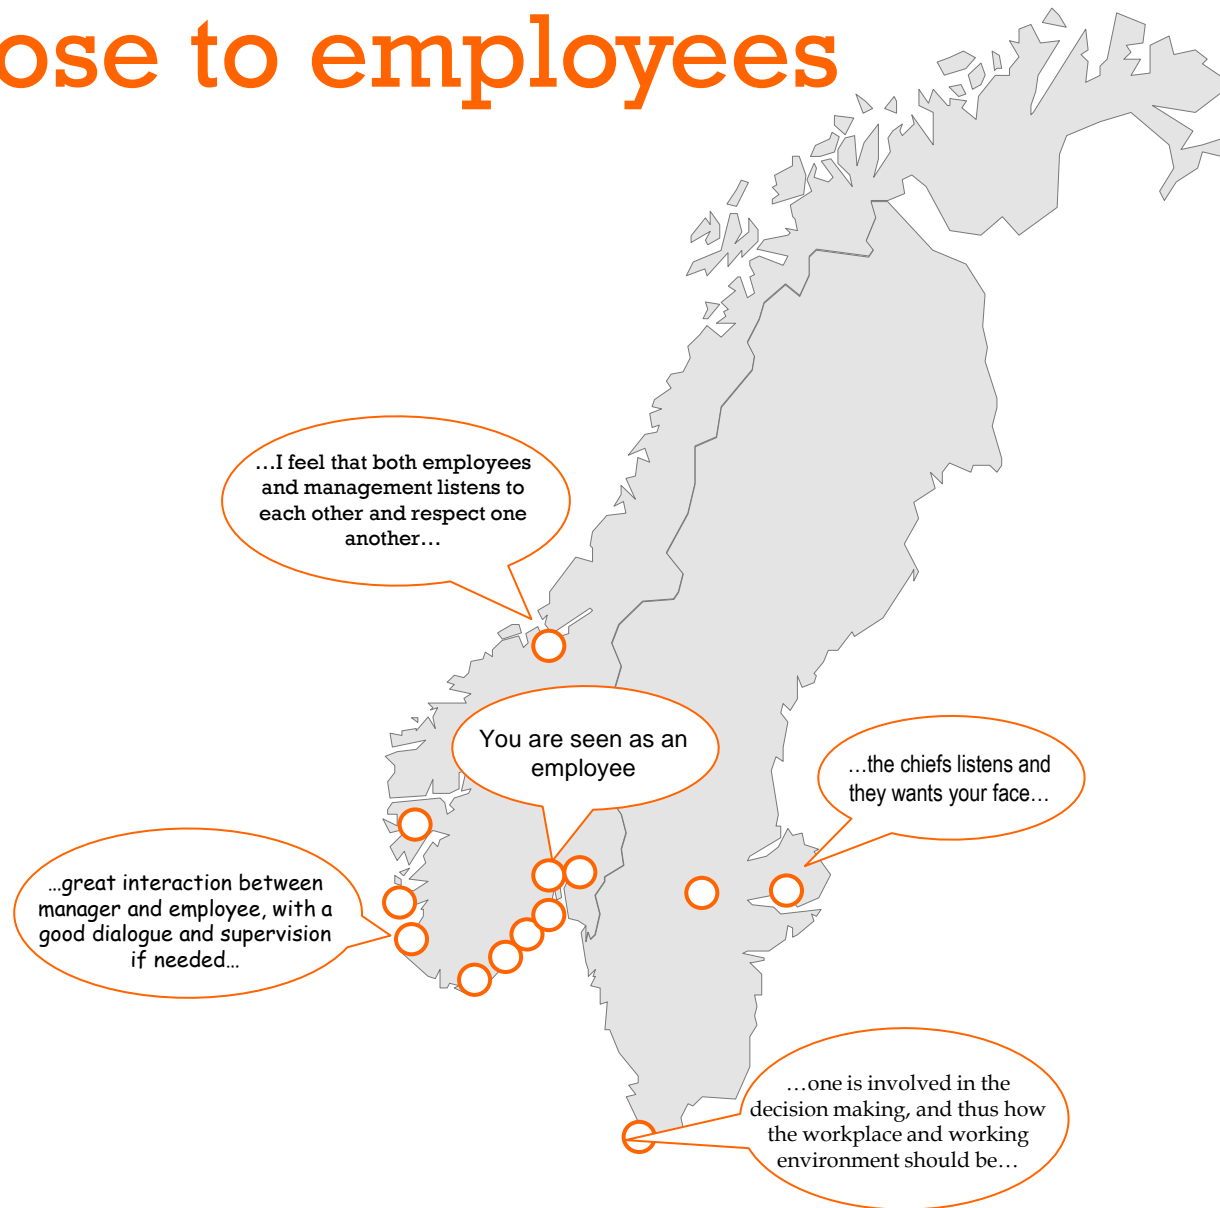 ose to employees
…I feel that both employees
and management listens to
each other and respect one
another…
You are seen as an
employee
…the chiefs listens and
they wants your face…
…great interaction between
manager and employee, with a
good dialogue and supervision
if needed…
…one is involved in the
decision making, and thus how
the workplace and working
environment should be…